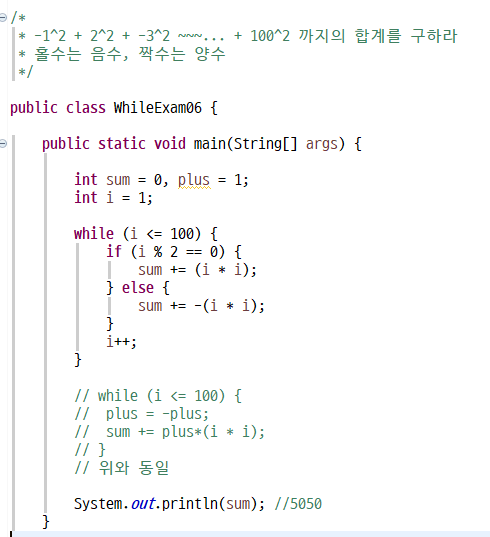 /*
 * -1^2 + 2^2 + -3^2 ~~~... + 100^2 까지의 합계를 구하라
 * 홀수는 음수, 짝수는 양수
 */
public class WhileExam06 {
    public static void main(String[] args) {
        int sum = 0, plus = 1;
        int i = 1;
        while (i <= 100) {
            if (i % 2 == 0) {
                sum += (i * i);
            } else {
                sum += -(i * i);
            }
            i++;
        }
        // while (i <= 100) {
        //  plus = -plus;
        //  sum += plus*(i * i);
        // }
        // 위와 동일
        System.out.println(sum); //5050
    }